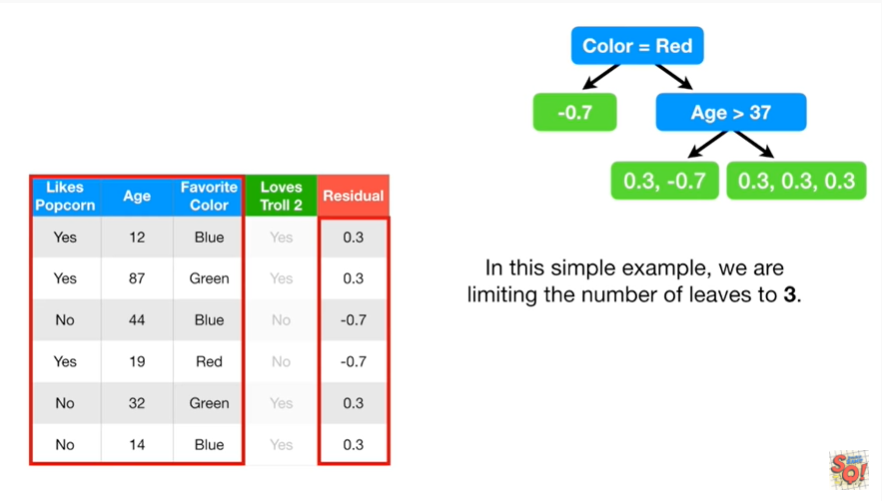 Color = Red
-0.7
Age > 37
0.3, -0.7
0.3, 0.3, 0.3
Likes Popcorn Age Favorite Color Loves Troll 2 Residual
Yes 12 Blue Yes 0.3
Yes 87 Green Yes 0.3
No 44 Blue No -0.7
Yes 19 Red No -0.7
No 32 Green Yes 0.3
No 14 Blue Yes 0.3
In this simple example, we are
limiting the number of leaves to 3.
SQ!